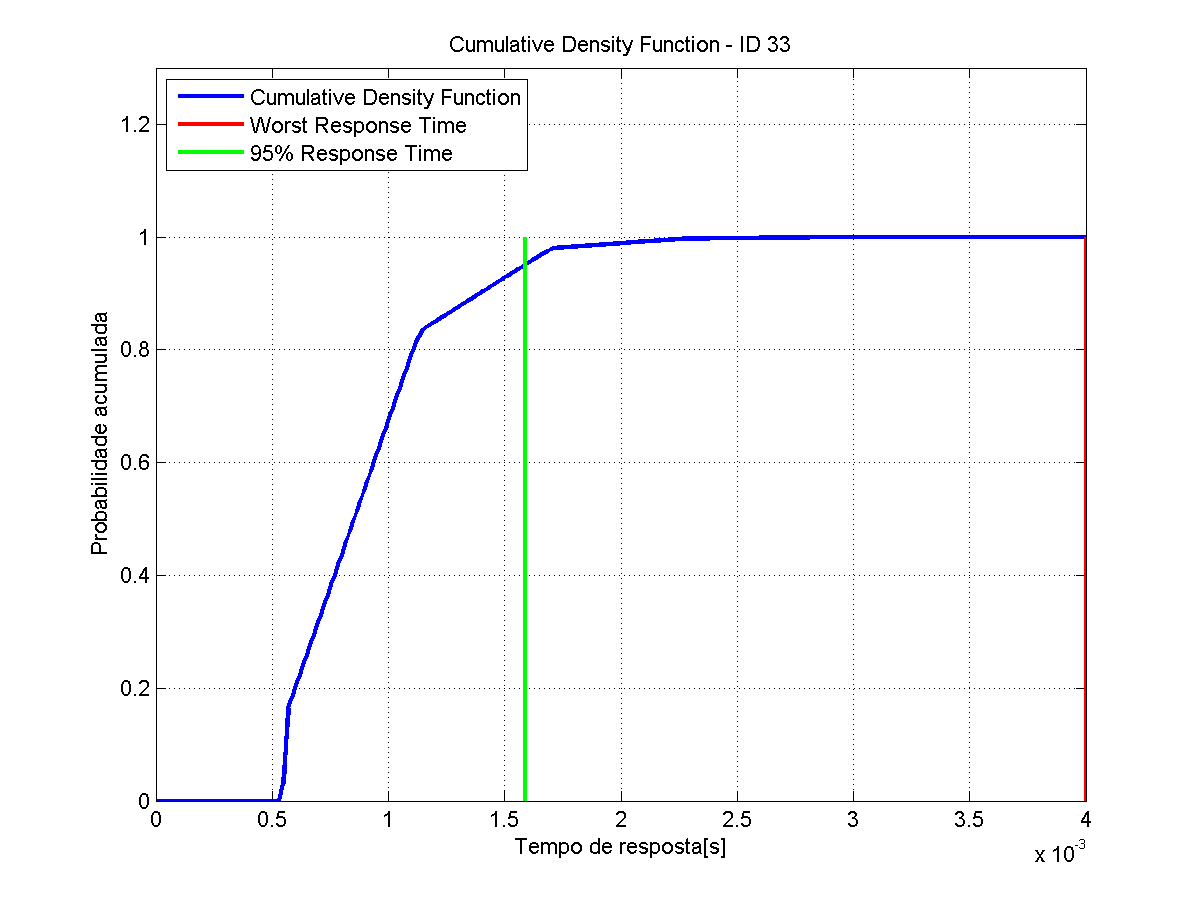 Cumulative Density Function - ID 33
Cumulative Density Function
Worst Response Time
95% Response Time
1.2
1
0.8
0.6
0.4
0.2
0
Probabilidade acumulada
0 0.5 1 1.5 2 2.5 3 3.5 4
Tempo de resposta[s]
x 10⁻³